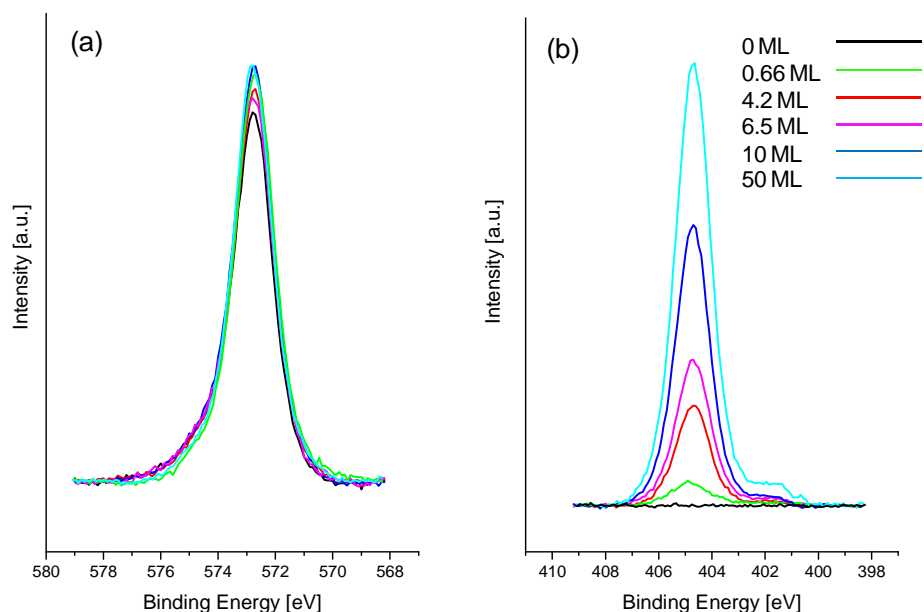 (a)
Intensity [a.u.]
580 578 576 574 572 570 568
Binding Energy [eV]
(b)
0 ML
0.66 ML
4.2 ML
6.5 ML
10 ML
50 ML
Intensity [a.u.]
410 408 406 404 402 400 398
Binding Energy [eV]